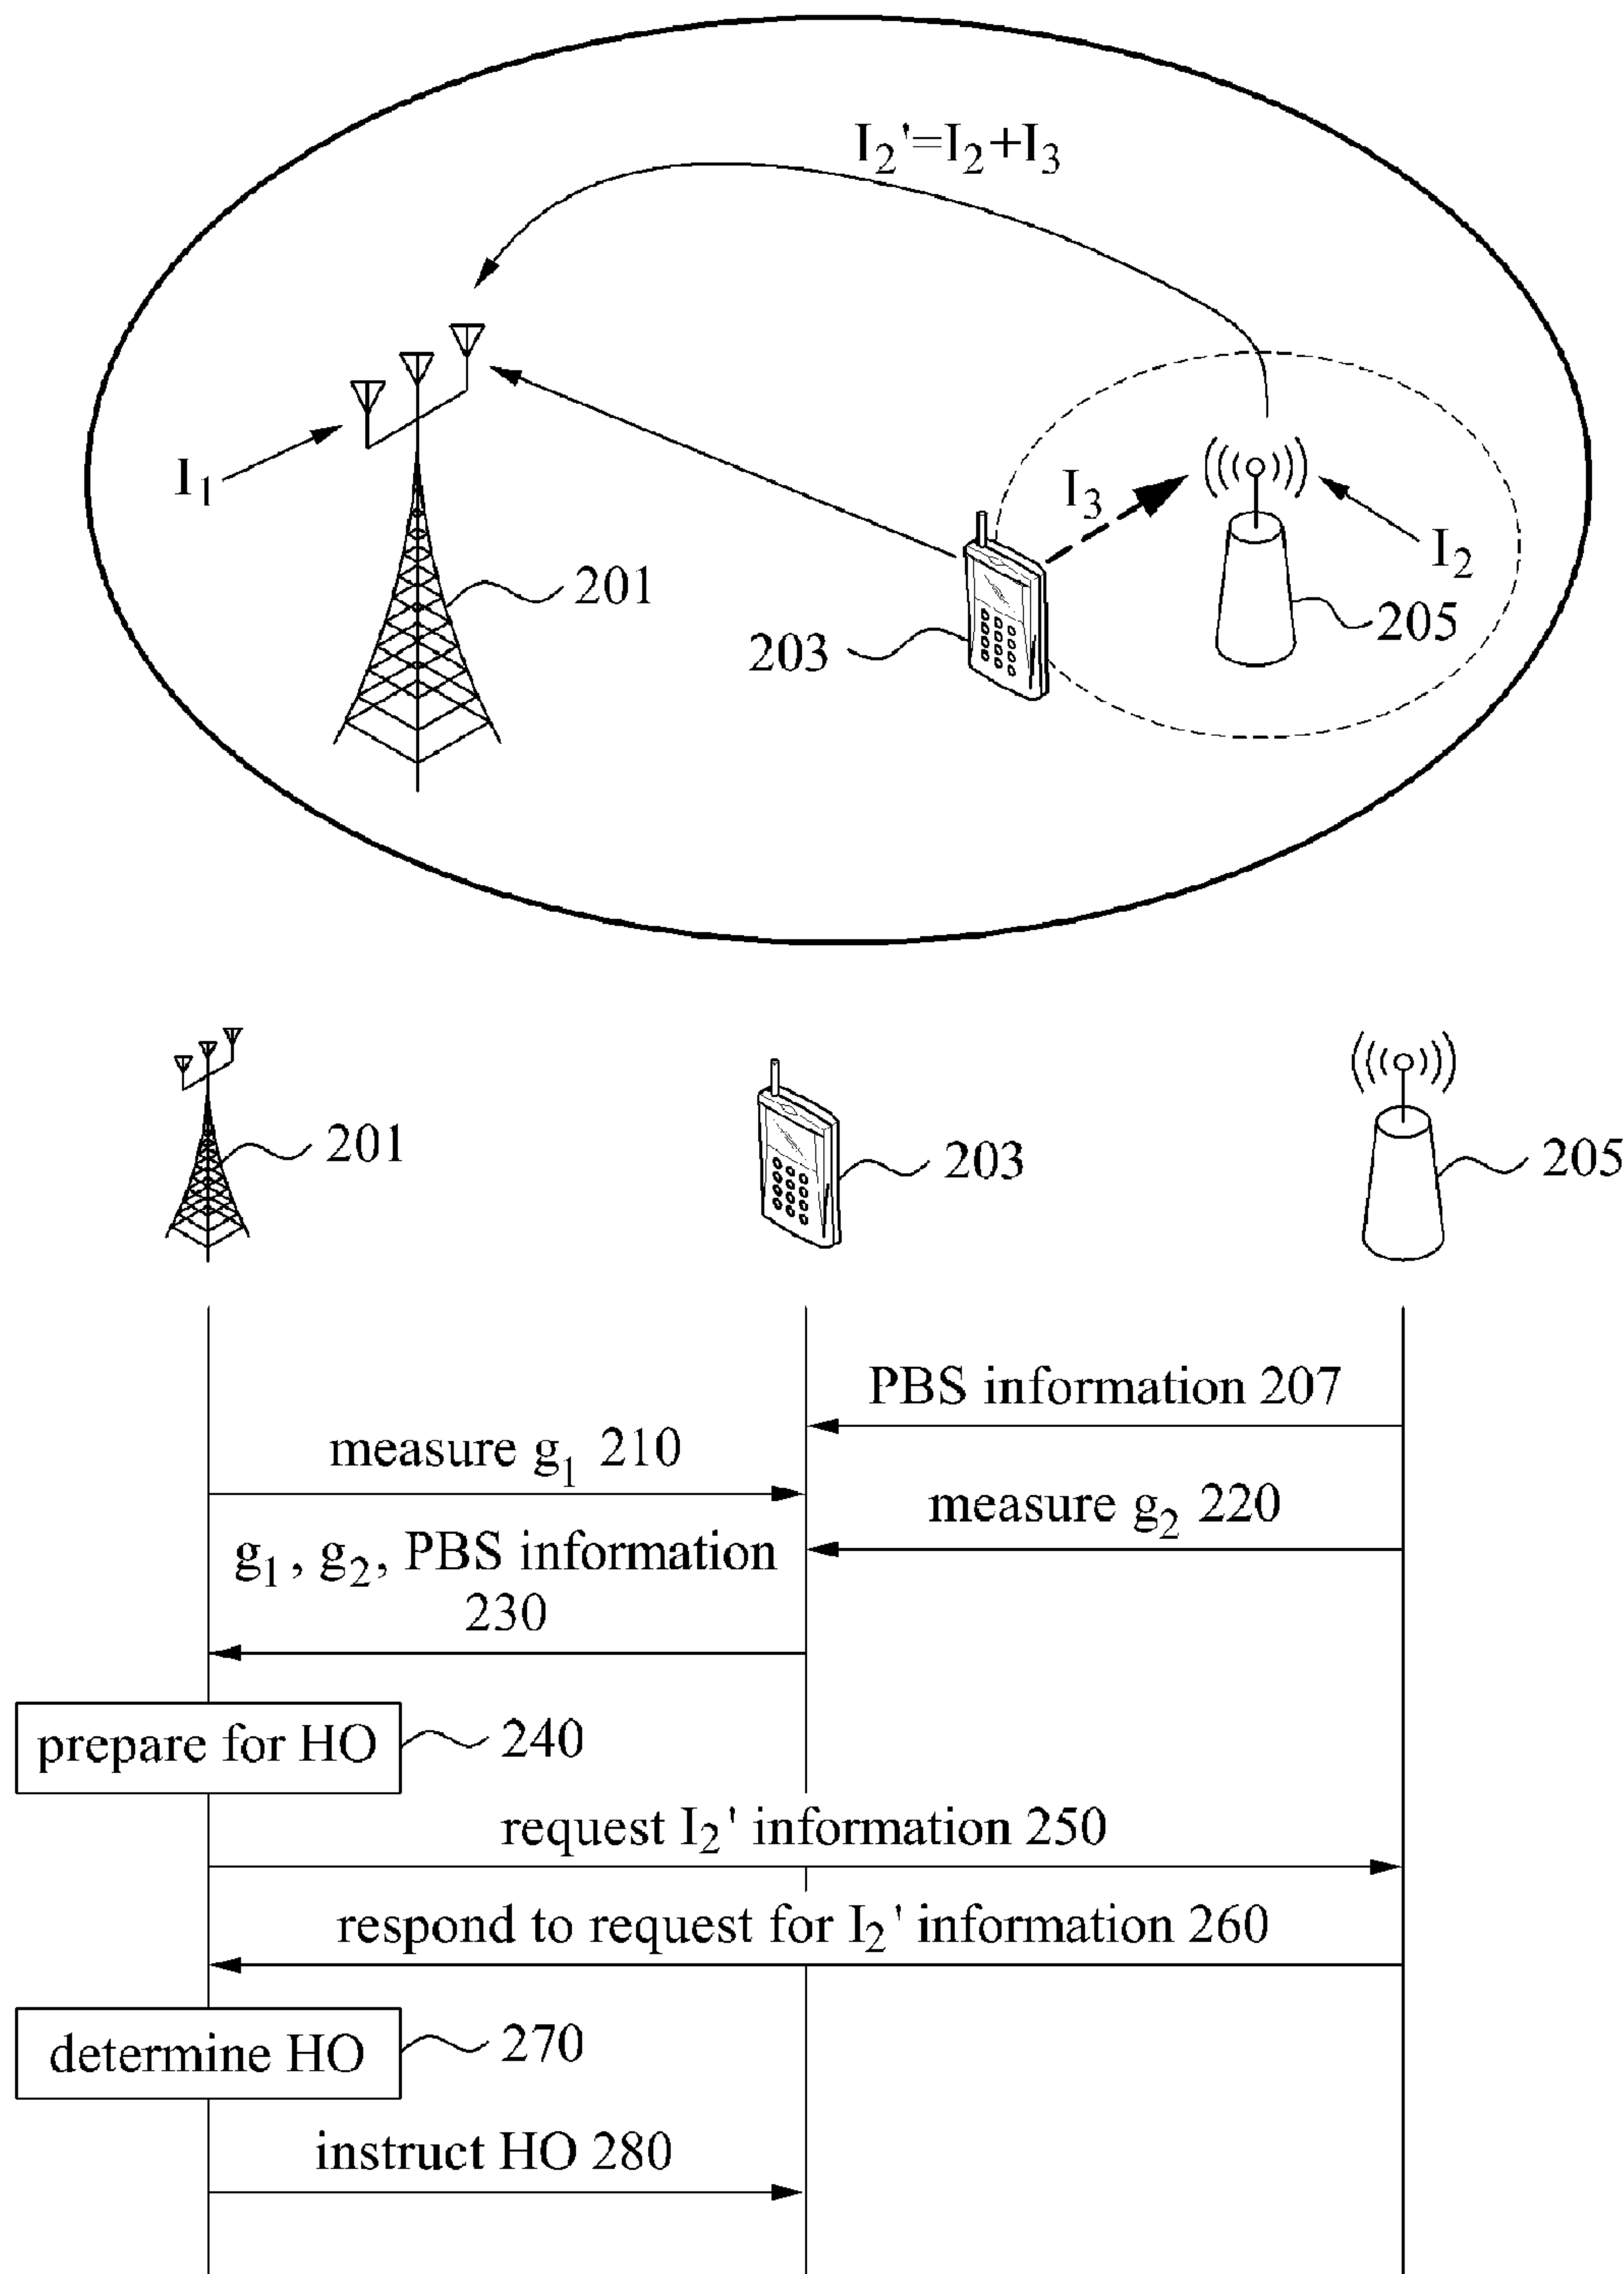 I2'=I2+I3
I1
I3
I2
201
205
203
201
203
205
PBS information 207
measure g1 210
measure g2 220
g1, g2, PBS information
230
prepare for HO
240
request I2' information 250
respond to request for I2' information 260
determine HO
270
instruct HO 280